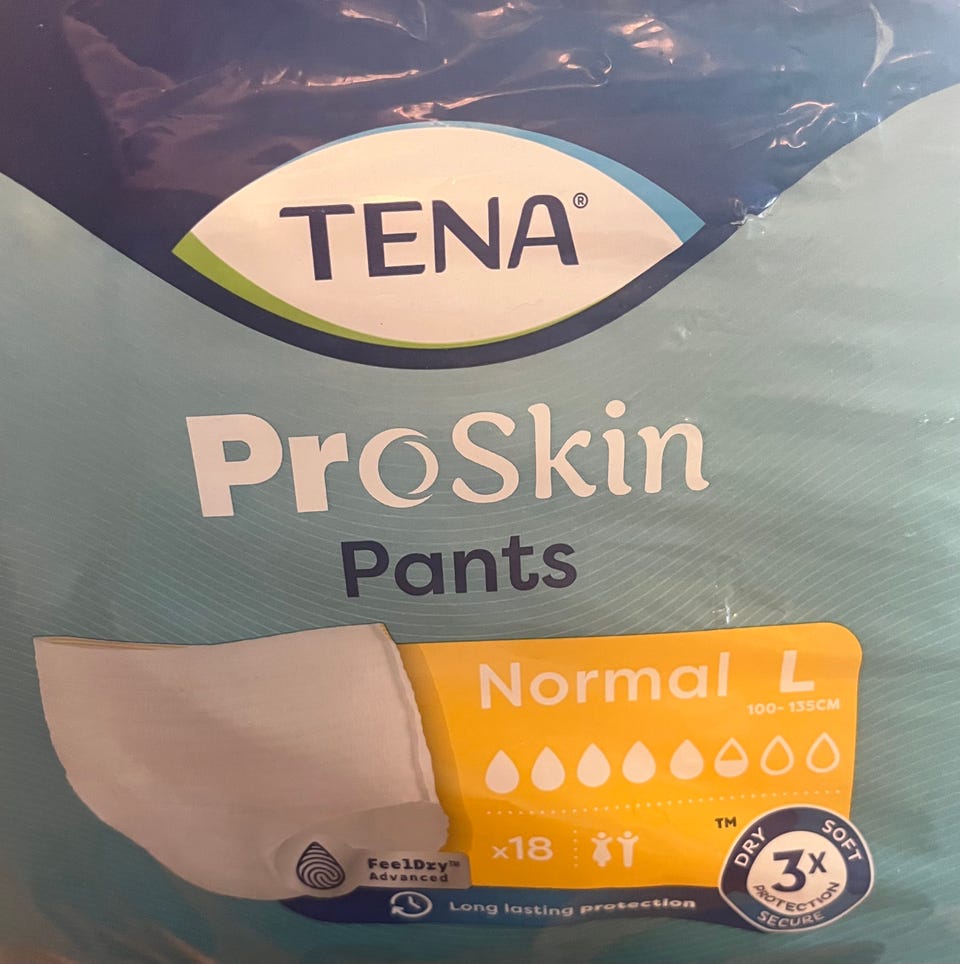 TENA®
ProSkin
Pants
Normal L
100- 135CM
x18
FeelDry™
Advanced
Long lasting protection
™
DRY SOFT
3X
PROTECTION
SECURE